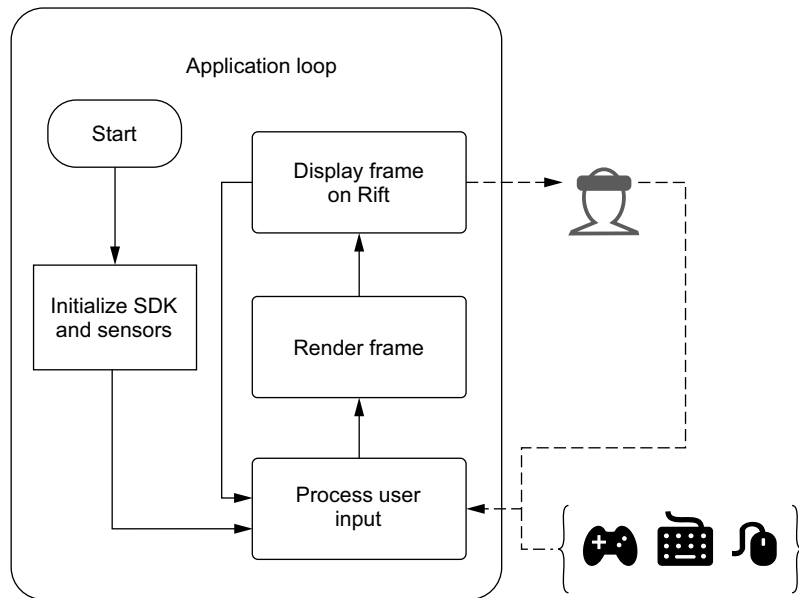 Application loop
Start
Display frame
on Rift
Initialize SDK
and sensors
Render frame
Process user
input